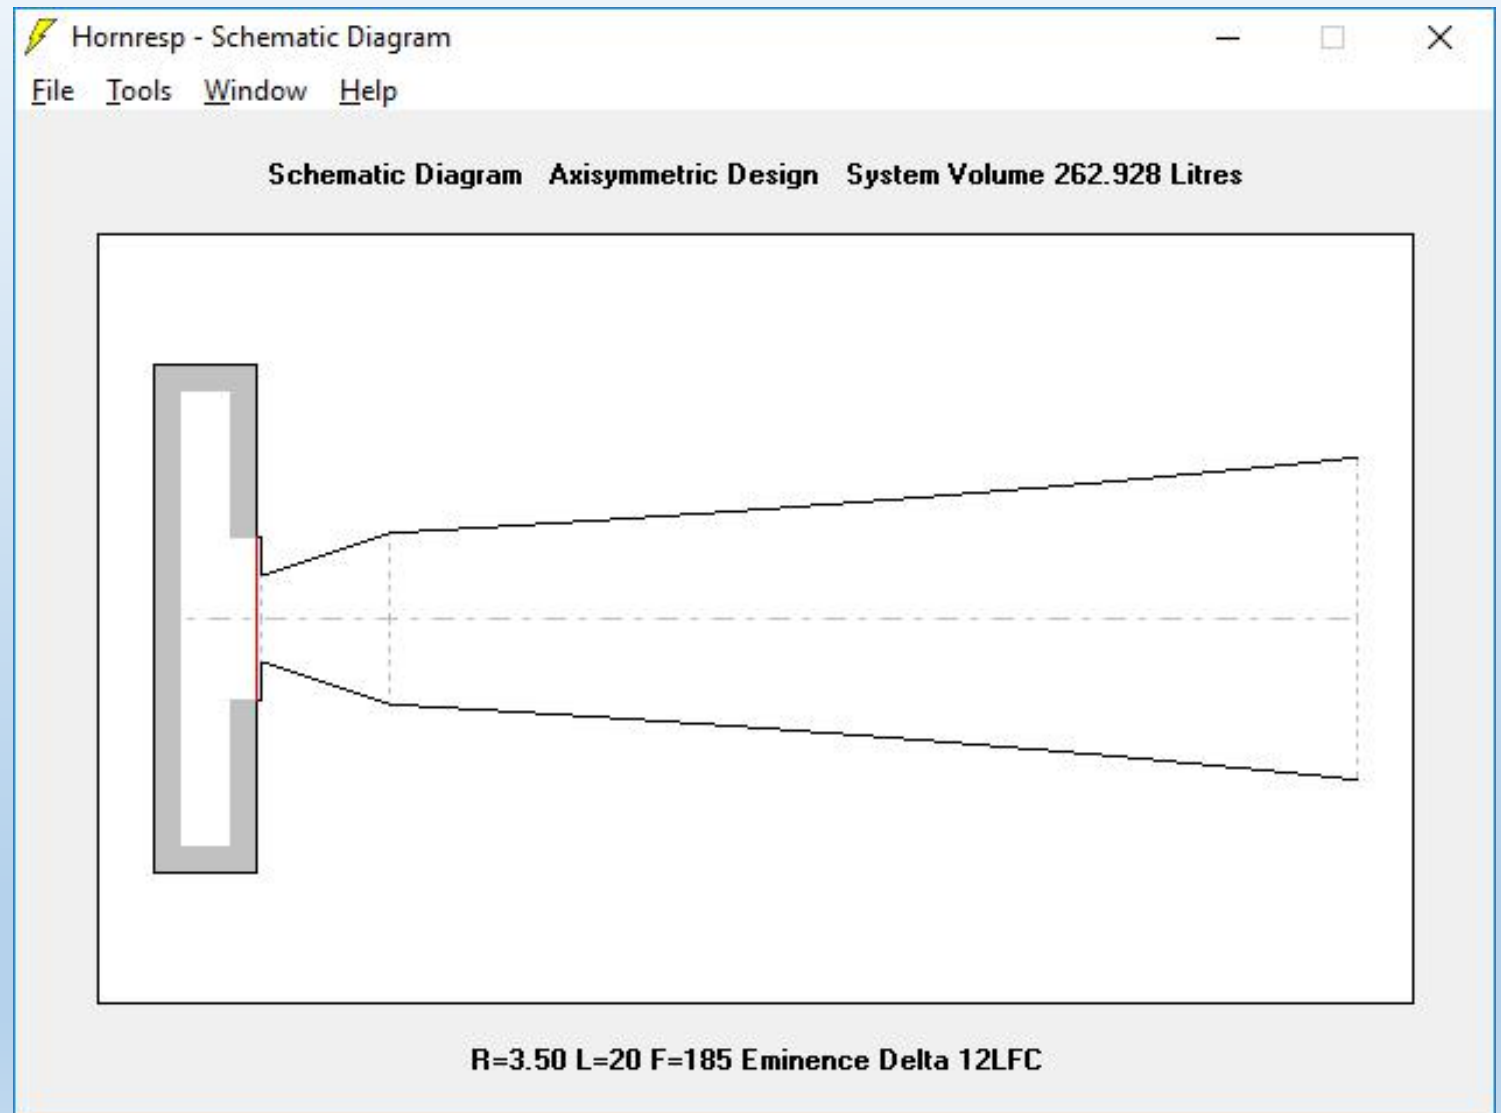 Hornresp - Schematic Diagram
File Tools Window Help
Schematic Diagram Axisymmetric Design System Volume 262.928 Litres
R=3.50 L=20 F=185 Eminence Delta 12LFC